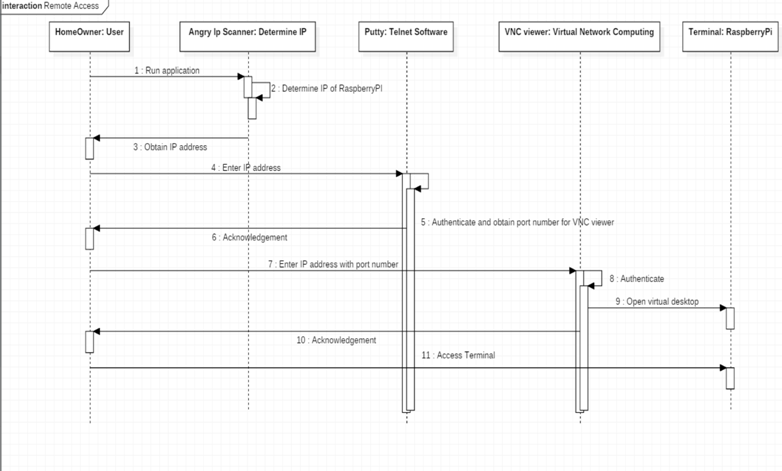 interaction Remote Access
HomeOwner: User
Angry Ip Scanner: Determine IP
Putty: Telnet Software
VNC viewer: Virtual Network Computing
Terminal: RaspberryPi
1 : Run application
2 : Determine IP of RaspberryPI
3 : Obtain IP address
4 : Enter IP address
5 : Authenticate and obtain port number for VNC viewer
6 : Acknowledgement
7 : Enter IP address with port number
8 : Authenticate
9 : Open virtual desktop
10 : Acknowledgement
11 : Access Terminal